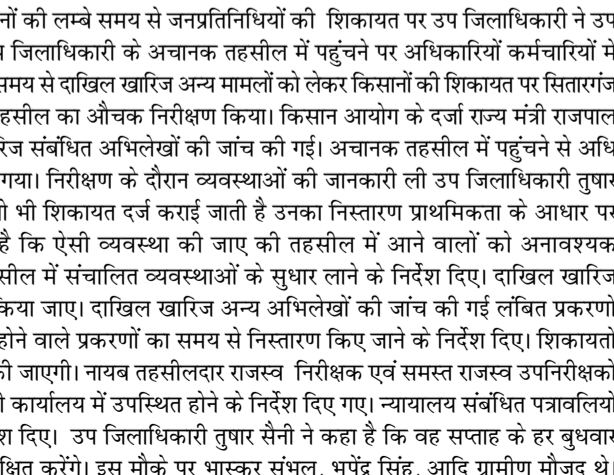 नों की लम्बे समय से जनप्रतिनिधियों की शिकायत पर उप जिलाधिकारी ने उप
जिलाधिकारी के अचानक तहसील में पहुंचने पर अधिकारियों कर्मचारियों में
समय से दाखिल खारिज अन्य मामलों को लेकर किसानों की शिकायत पर सितारगंज
हसील का औचक निरीक्षण किया। किसान आयोग के दर्जा राज्य मंत्री राजपाल
रिज संबंधित अभिलेखों की जांच की गई। अचानक तहसील में पहुंचने से अधि
गया। निरीक्षण के दौरान व्यवस्थाओं की जानकारी ली उप जिलाधिकारी तुषार
भी शिकायत दर्ज कराई जाती है उनका निस्तारण प्राथमिकता के आधार पर
है कि ऐसी व्यवस्था की जाए की तहसील में आने वालों को अनावश्यक
सील में संचालित व्यवस्थाओं के सुधार लाने के निर्देश दिए। दाखिल खारिज
किया जाए। दाखिल खारिज अन्य अभिलेखों की जांच की गई लंबित प्रकरणो
होने वाले प्रकरणों का समय से निस्तारण किए जाने के निर्देश दिए। शिकायतो
की जाएगी। नायब तहसीलदार राजस्व निरीक्षक एवं समस्त राजस्व उपनिरीक्षको
कार्यालय में उपस्थित होने के निर्देश दिए गए। न्यायालय संबंधित पत्रावलियो
श दिए। उप जिलाधिकारी तुषार सैनी ने कहा है कि वह सप्ताह के हर बुधवार
क्षित करेंगे। इस मौके पर भास्कर संभल, भूपेंद्र सिंह, आदि ग्रामीण मौजूद थे